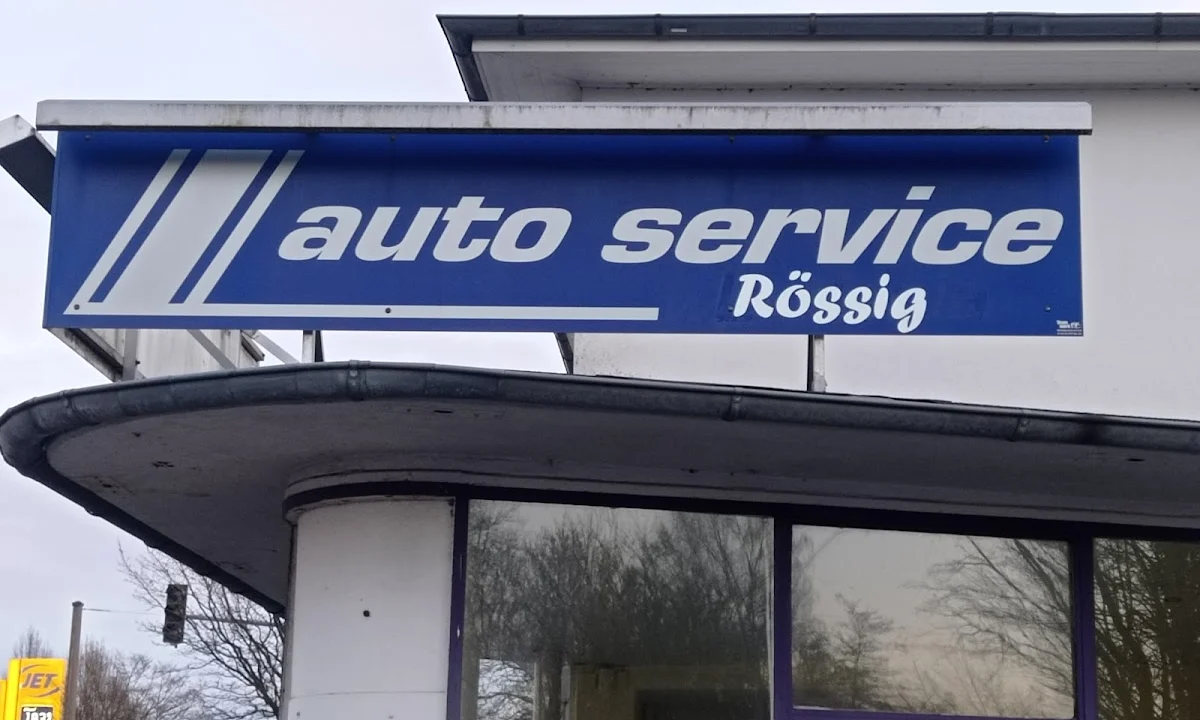 auto service
Rössig
JET